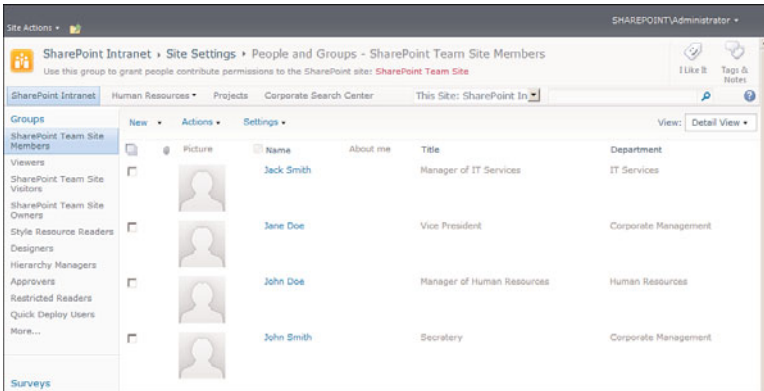 Site Actions
SHAREPOINT\Administrator
SharePoint Intranet › Site Settings › People and Groups - SharePoint Team Site Members
Use this group to grant people contribute permissions to the SharePoint site: SharePoint Team Site
I Like It
Tags & Notes
SharePoint Intranet Human Resources Projects Corporate Search Center This Site: SharePoint In
Groups
New Actions Settings View: Detail View
SharePoint Team Site
Members
Viewers
SharePoint Team Site
Visitors
SharePoint Team Site
Owners
Style Resource Readers
Designers
Hierarchy Managers
Approvers
Restricted Readers
Quick Deploy Users
More...
Surveys
Picture Name About me Title Department
Jack Smith Manager of IT Services IT Services
Jane Doe Vice President Corporate Management
John Doe Manager of Human Resources Human Resources
John Smith Secratery Corporate Management